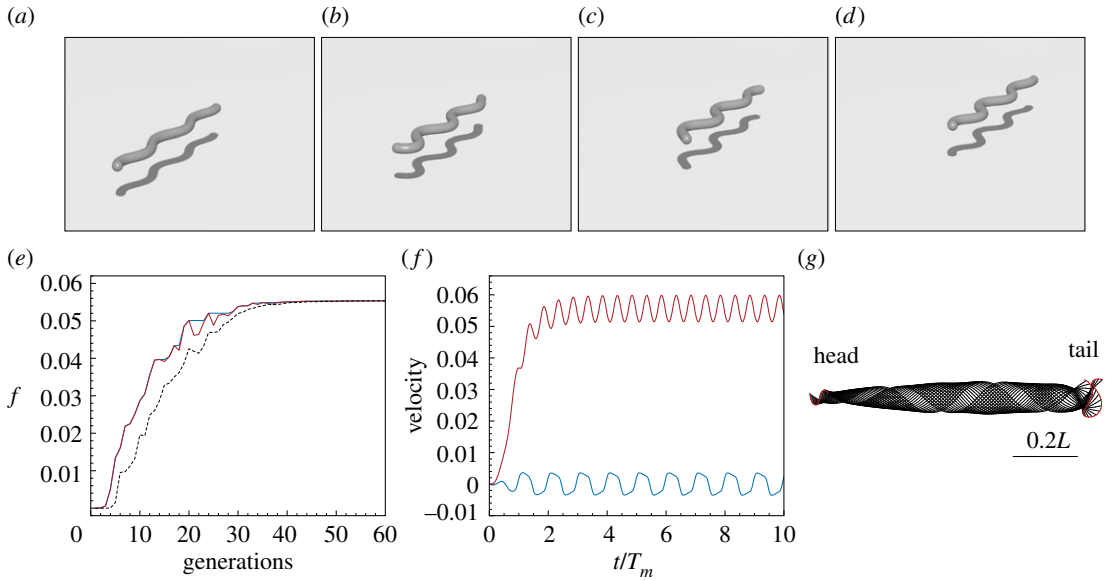 (a) (b) (c) (d)
(e) (f) (g)
0.06 0.05 0.04 0.03 0.02 0.01
f
0 10 20 30 40 50 60
generations
0.06 0.05 0.04 0.03 0.02 0.01 0 –0.01
velocity
0 2 4 6 8 10
t/Tm
head tail
0.2L